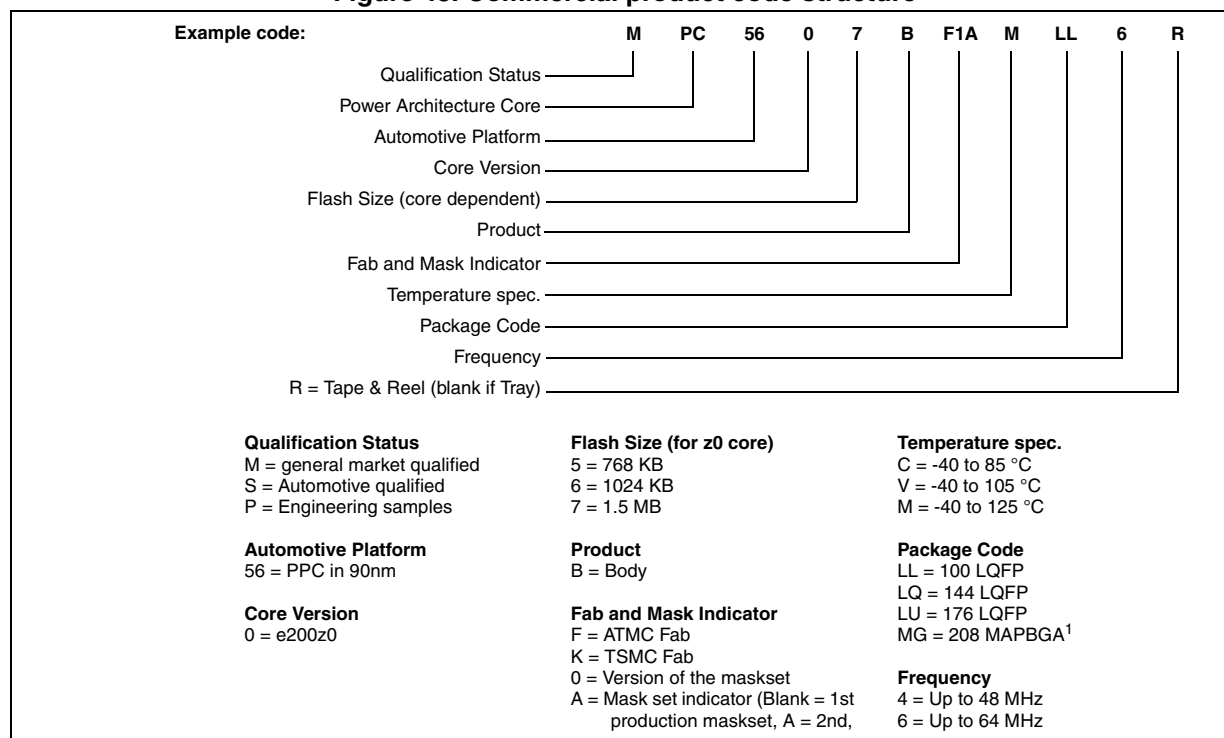 Example code: M PC 56 0 7 B F1A M LL 6 R
Qualification Status
Power Architecture Core
Automotive Platform
Core Version
Flash Size (core dependent)
Product
Fab and Mask Indicator
Temperature spec.
Package Code
Frequency
R = Tape & Reel (blank if Tray)
Qualification Status
M = general market qualified
S = Automotive qualified
P = Engineering samples
Automotive Platform
56 = PPC in 90nm
Core Version
0 = e200z0
Flash Size (for z0 core)
5 = 768 KB
6 = 1024 KB
7 = 1.5 MB
Product
B = Body
Fab and Mask Indicator
F = ATMC Fab
K = TSMC Fab
0 = Version of the maskset
A = Mask set indicator (Blank = 1st
production maskset, A = 2nd,
Temperature spec.
C = -40 to 85 °C
V = -40 to 105 °C
M = -40 to 125 °C
Package Code
LL = 100 LQFP
LQ = 144 LQFP
LU = 176 LQFP
MG = 208 MAPBGA1
Frequency
4 = Up to 48 MHz
6 = Up to 64 MHz